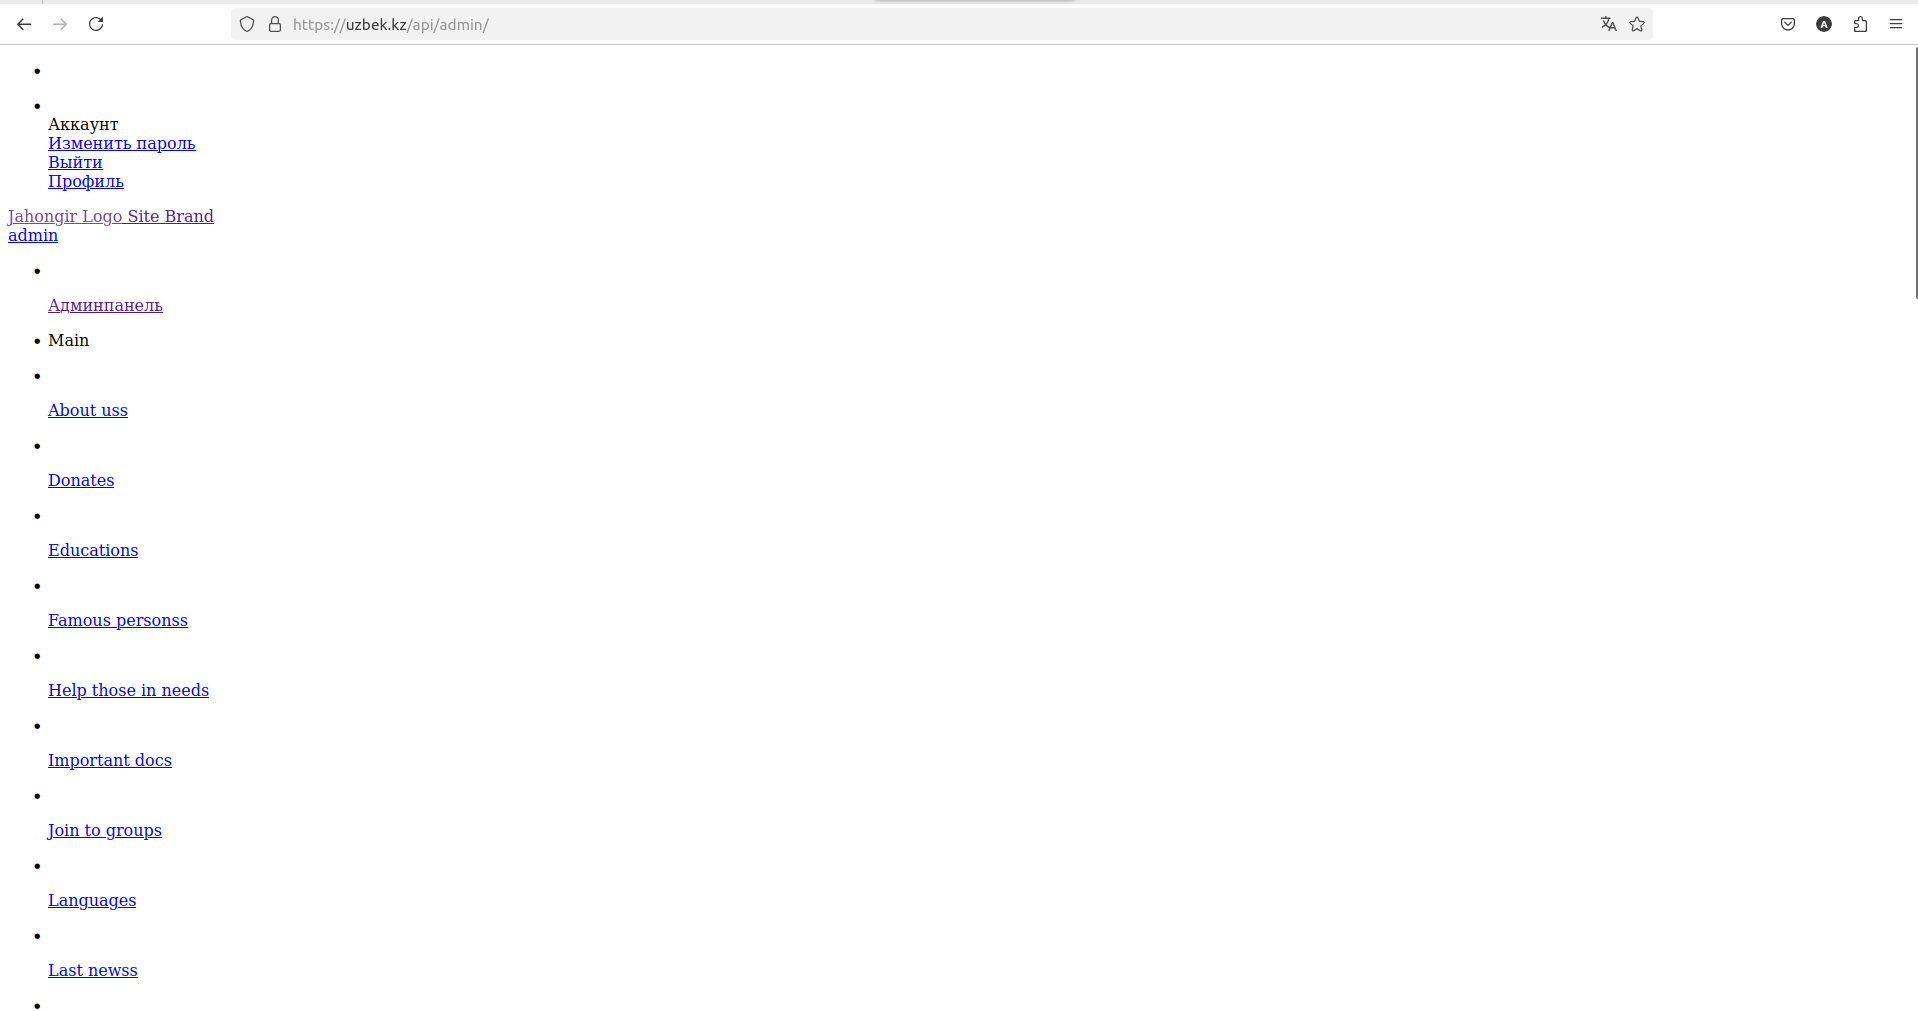 https://uzbek.kz/api/admin/
A
Аккаунт
Изменить пароль
Выйти
Профиль
Jahongir Logo Site Brand
admin
Админпанель
Main
About uss
Donates
Educations
Famous personss
Help those in needs
Important docs
Join to groups
Languages
Last newss